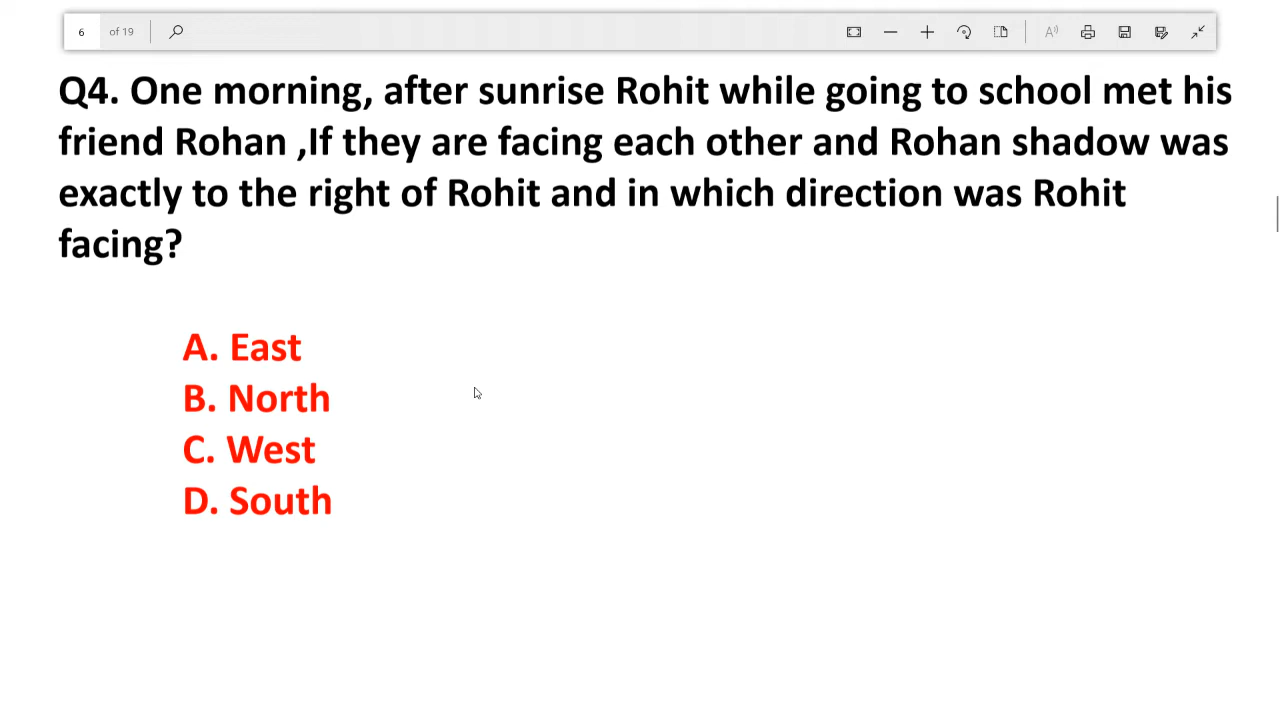 6 of 19
Q4. One morning, after sunrise Rohit while going to school met his
friend Rohan ,If they are facing each other and Rohan shadow was
exactly to the right of Rohit and in which direction was Rohit
facing?
A. East
B. North
C. West
D. South